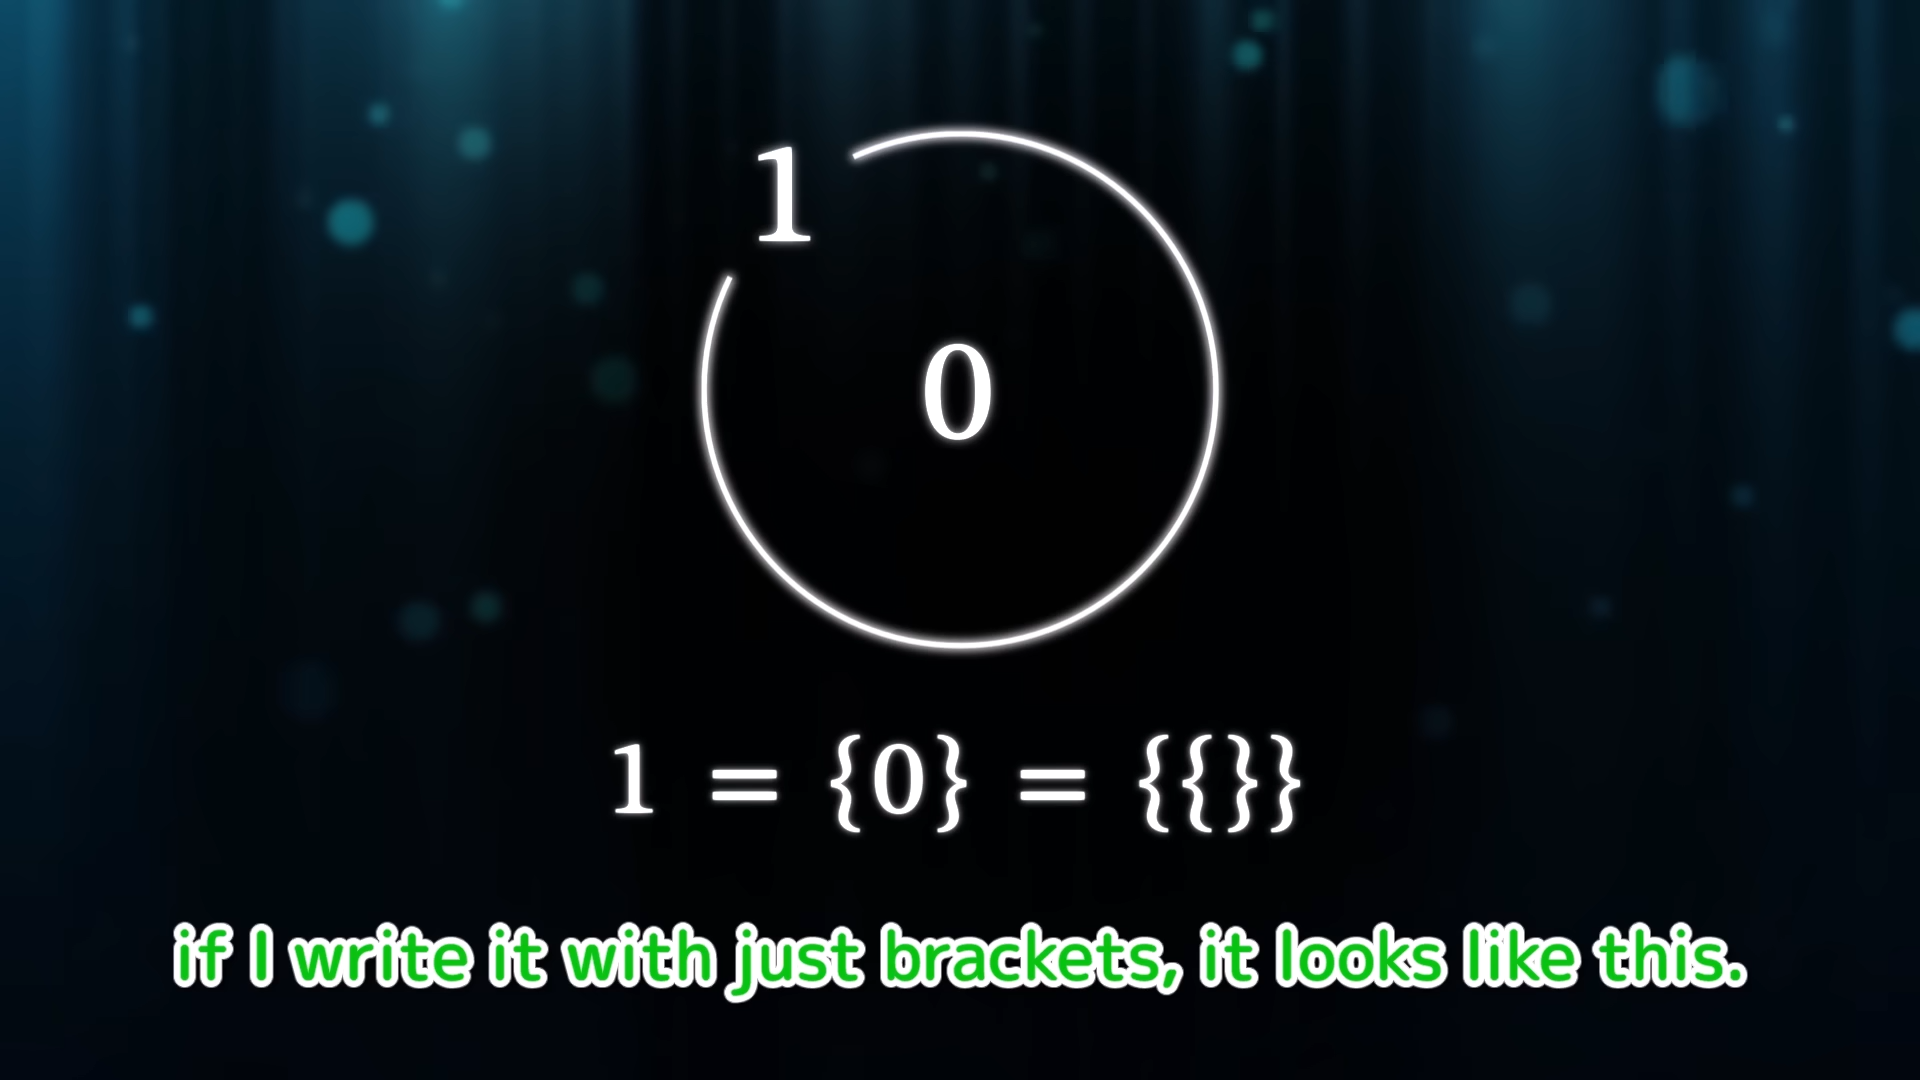 1
0
1 = {0} = {{}}
if I write it with just brackets, it looks like this.